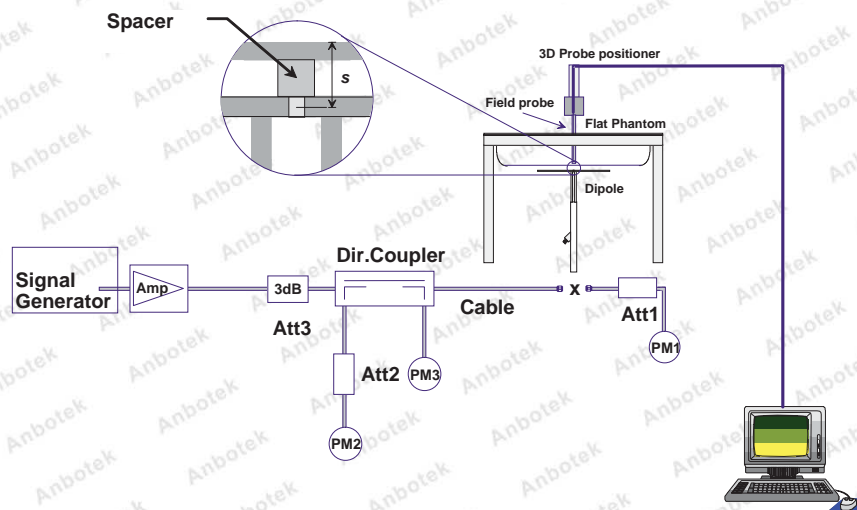 Spacer
s
3D Probe positioner
Field probe
Flat Phantom
Dipole
Dir.Coupler
Signal
Generator
Amp
3dB
Cable
x
Att1
Att3
PM1
Att2
PM3
PM2
Anbotek